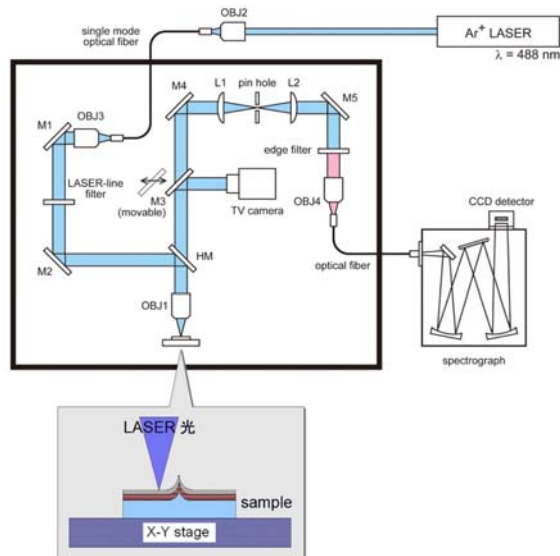 single mode
optical fiber
OBJ2
Ar+ LASER
λ = 488 nm
M4
L1
pin hole
L2
M5
M1
OBJ3
edge filter
LASER-line
filter
M3
(movable)
TV camera
OBJ4
CCD detector
M2
HM
optical fiber
OBJ1
spectrograph
LASER 光
sample
X-Y stage